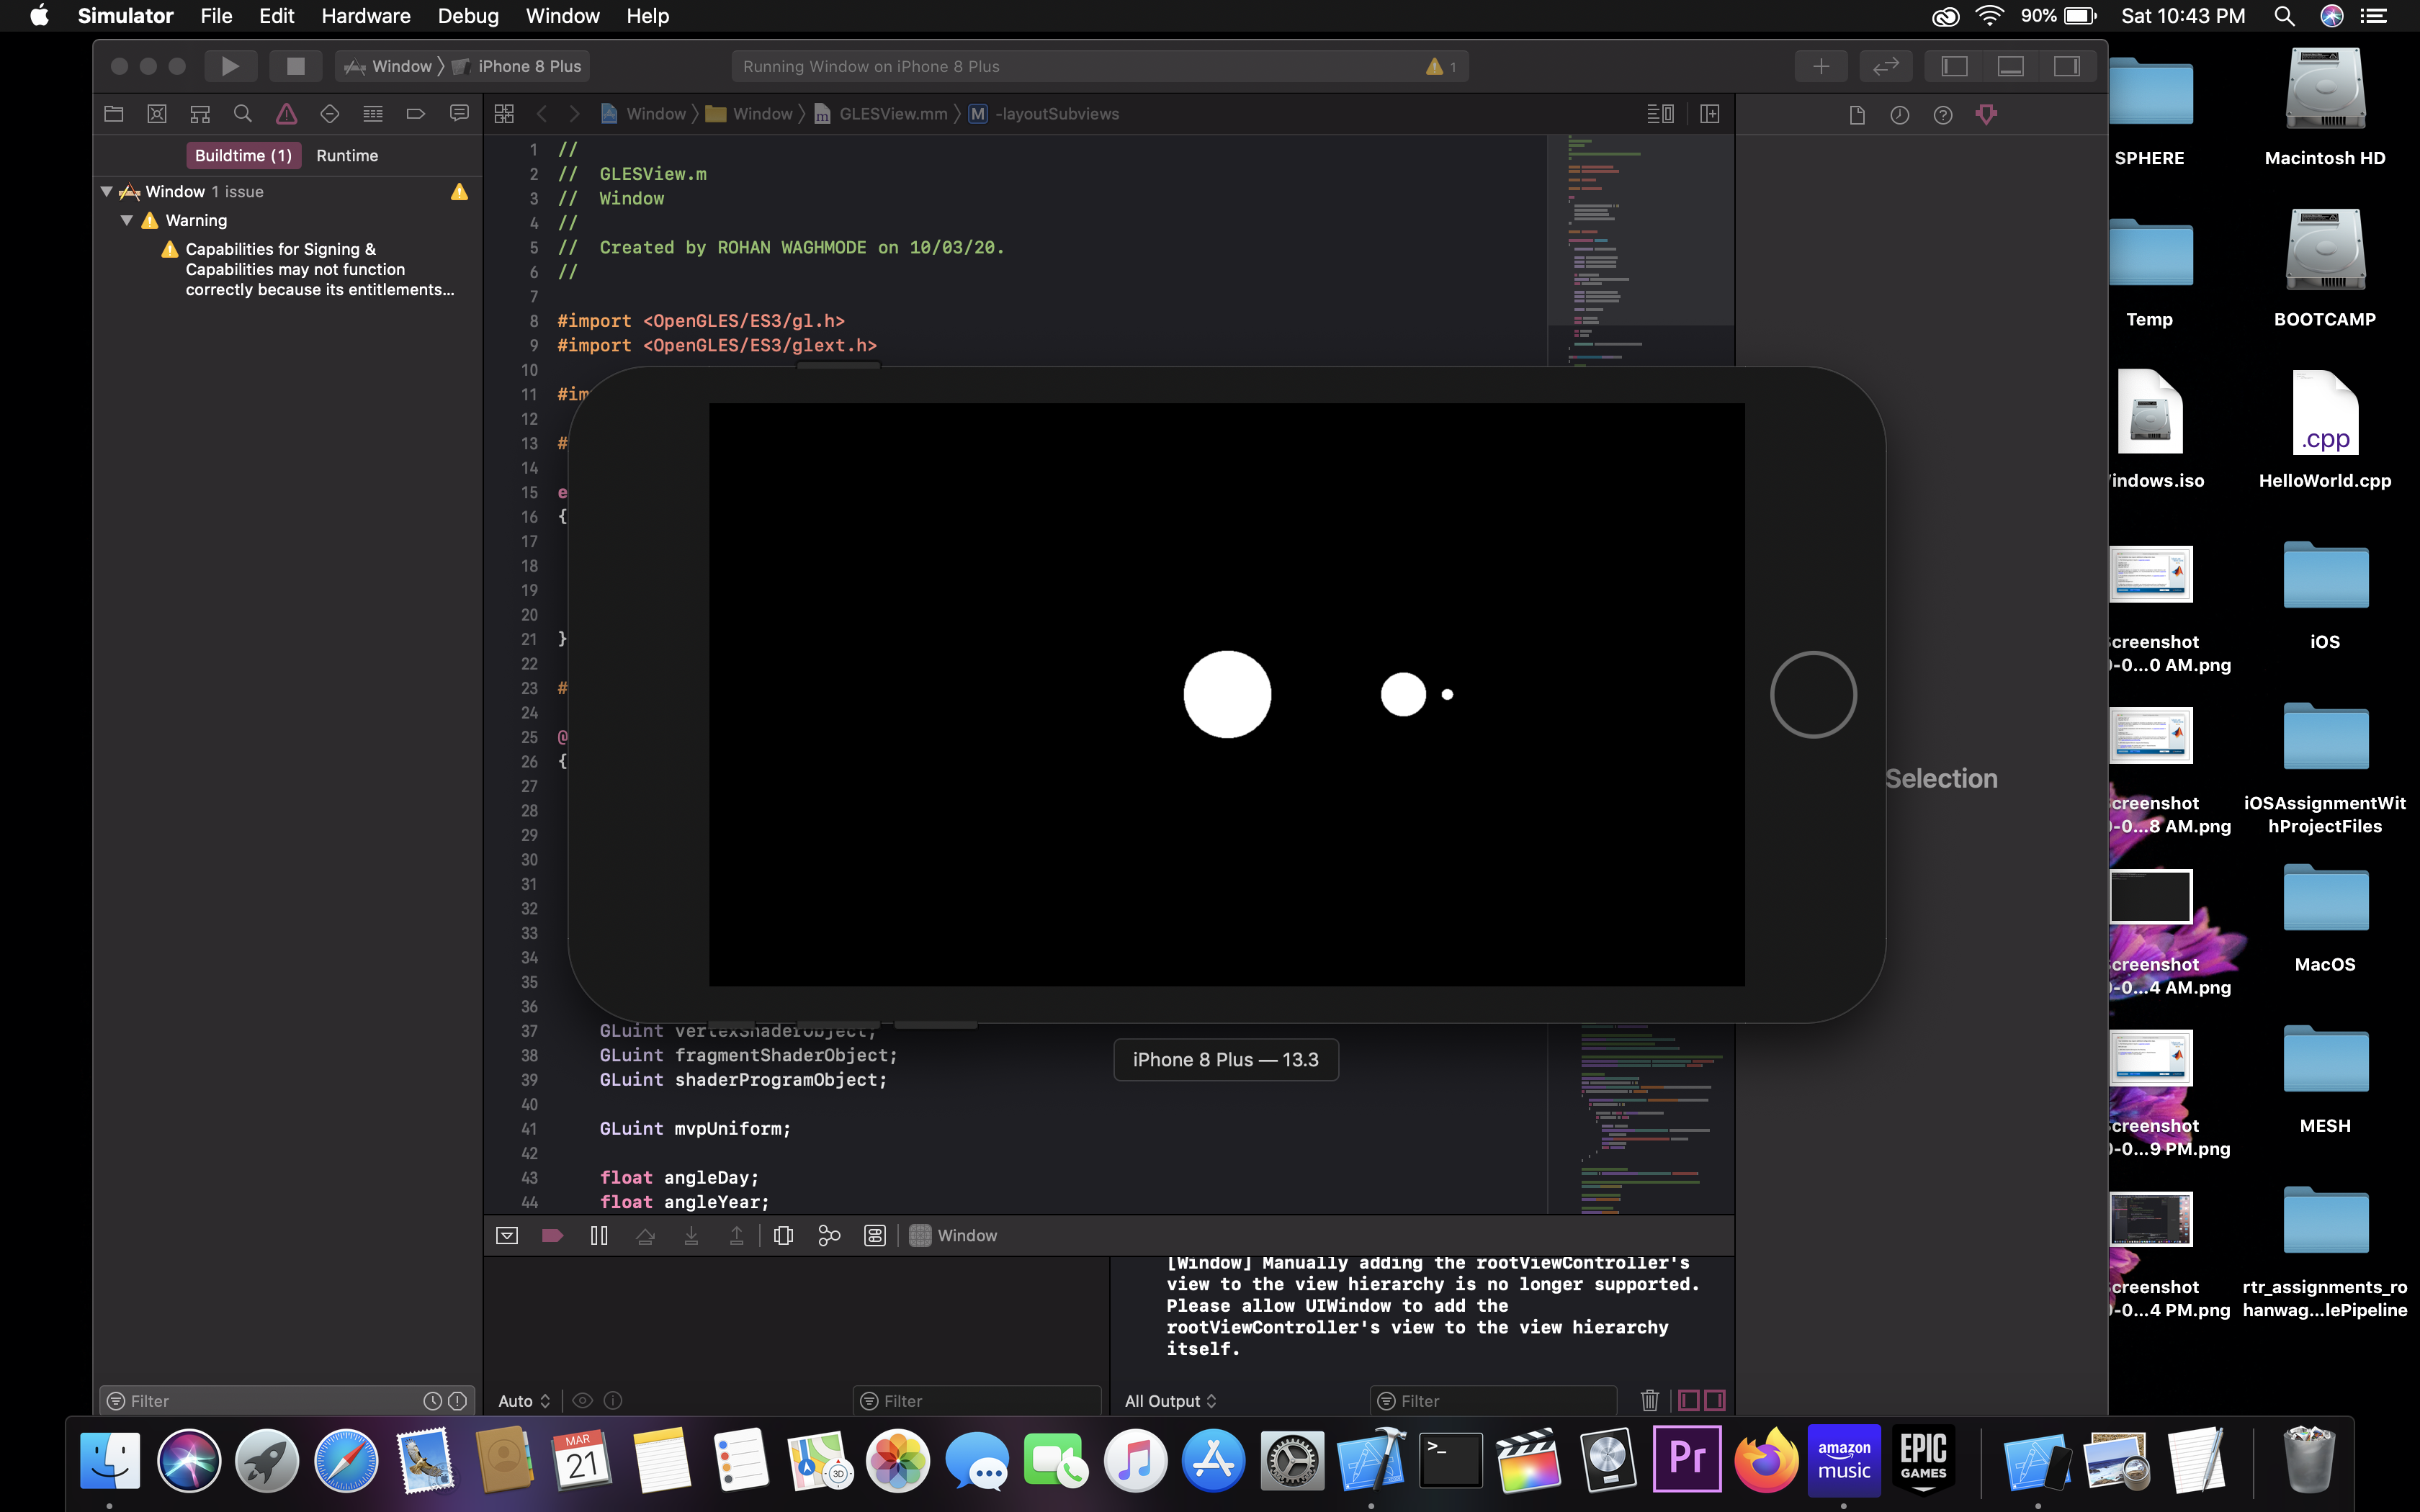 Simulator File Edit Hardware Debug Window Help 90% Sat 10:43 PM
Window iPhone 8 Plus Running Window on iPhone 8 Plus 1
Window Window GLESView.mm M -layoutSubviews
Buildtime (1) Runtime
Window 1 issue
Warning
Capabilities for Signing &
Capabilities may not function
correctly because its entitlements...
1 //
2 // GLESView.m
3 // Window
4 //
5 // Created by ROHAN WAGHMODE on 10/03/20.
6 //
7
8 #import <OpenGLES/ES3/gl.h>
9 #import <OpenGLES/ES3/glext.h>
10
11 #im
12
13 #
14
15 e
16 {
17
18
19
20
21 }
22
23 #
24
25 @
26 {
27
28
29
30
31
32
33
34
35
36
37 GLuint vertexShaderObject;
38 GLuint fragmentShaderObject;
39 GLuint shaderProgramObject;
40
41 GLuint mvpUniform;
42
43 float angleDay;
44 float angleYear;
iPhone 8 Plus — 13.3
Selection
Window
[Window] Manually adding the rootViewController's
view to the view hierarchy is no longer supported.
Please allow UIWindow to add the
rootViewController's view to the view hierarchy
itself.
Filter
Auto
Filter
All Output
Filter
SPHERE
Macintosh HD
Temp
BOOTCAMP
.cpp
indows.iso
HelloWorld.cpp
creenshot
0-0...0 AM.png
iOS
creenshot
0-0...8 AM.png
iOSAssignmentWit
hProjectFiles
creenshot
0-0...4 AM.png
MacOS
creenshot
0-0...9 PM.png
MESH
creenshot
0-0...4 PM.png
rtr_assignments_ro
hanwag...lePipeline
MAR
21
3D
>_
Pr
amazon
music
EPIC
GAMES